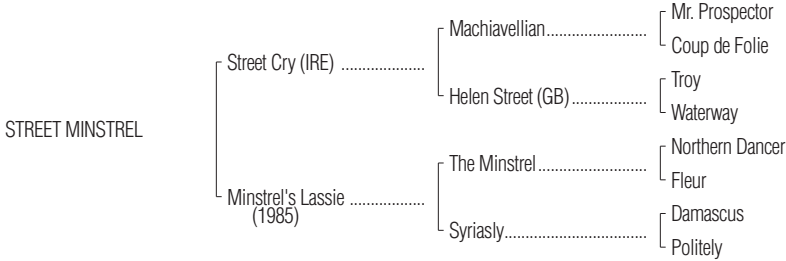 Mr. Prospector
Machiavellian........................
Coup de Folie
Street Cry (IRE) ....................
Troy
Helen Street (GB)..................
Waterway
STREET MINSTREL
Northern Dancer
The Minstrel..........................
Fleur
Minstrel's Lassie ..................
(1985)
Damascus
Syriasly..................................
Politely